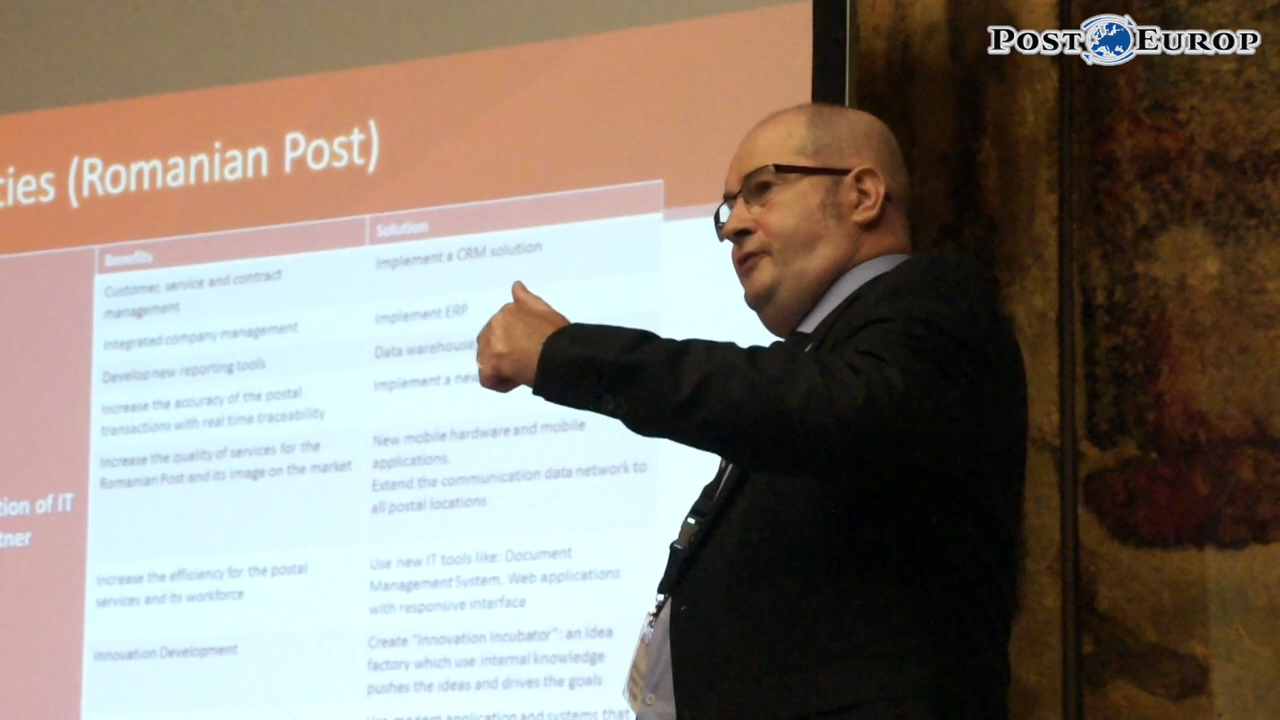 POST EUROP
ties (Romanian Post)
Benefits
Solution
Customer, service and contract
management
Implement a CRM solution
Integrated company management
Implement ERP
Develop new reporting tools
Data warehouse
Increase the accuracy of the postal
transactions with real time traceability
Implement a new
Increase the quality of services for the
Romanian Post and its image on the market
New mobile hardware and mobile
applications.
Extend the communication data network to
all postal locations
tion of IT
tner
Increase the efficiency for the postal
services and its workforce
Use new IT tools like: Document
Management System, Web applications
with responsive interface
Innovation Development
Create "Innovation incubator": an idea
factory which use internal knowledge
pushes the ideas and drives the goals
Use modern application and systems that